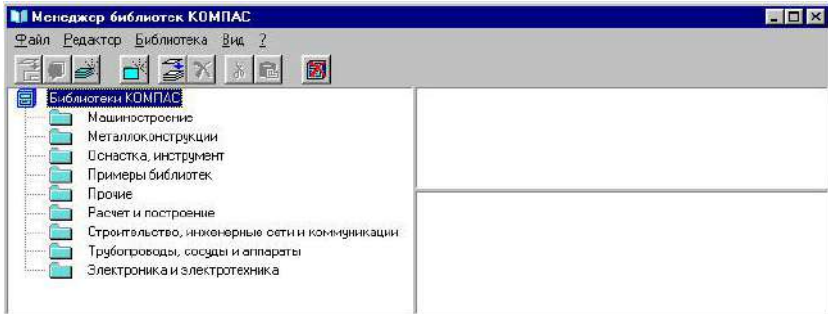 Менеджер библиотек КОМПАС
Файл Редактор Библиотека Вид ?
Библиотеки КОМПАС
Машиностроение
Металлоконструкции
Оснастка, инструмент
Примеры библиотек
Прочие
Расчет и построение
Строительство, инженерные сети и коммуникации
Трубопроводы, сосуды и аппараты
Электроника и электротехника